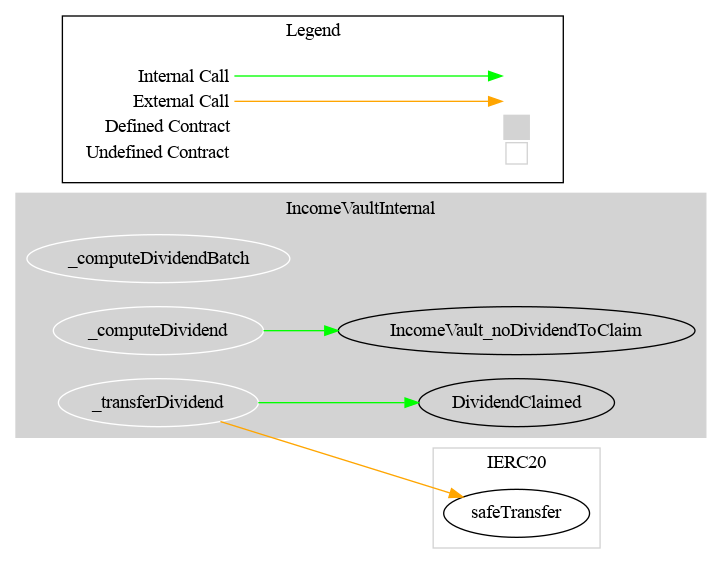 Legend
Internal Call
External Call
Defined Contract
Undefined Contract
IncomeVaultInternal
_computeDividendBatch
_computeDividend
IncomeVault_noDividendToClaim
_transferDividend
DividendClaimed
IERC20
safeTransfer